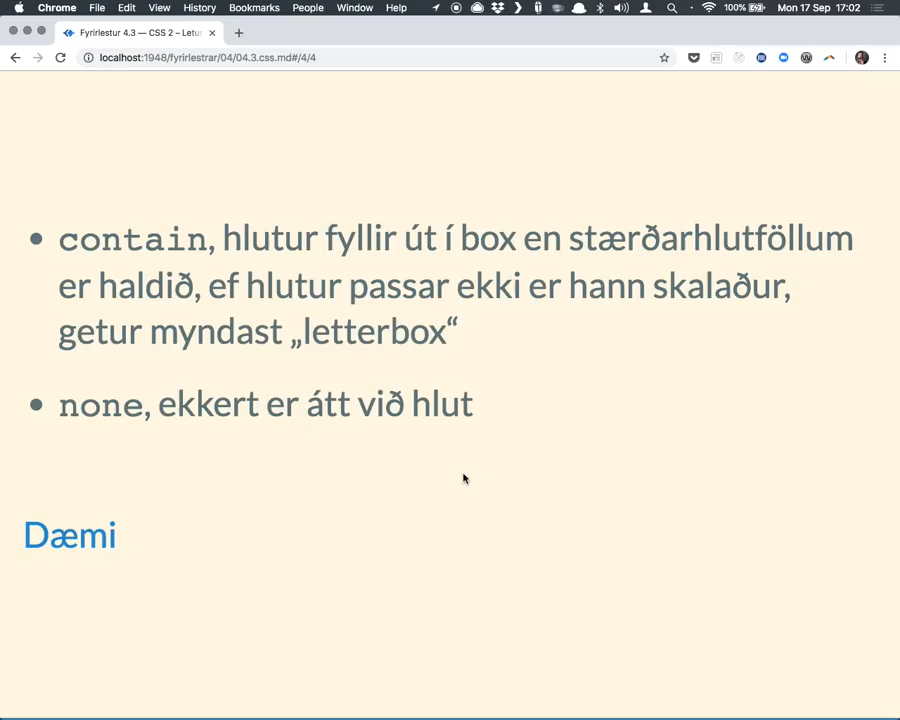 Chrome File Edit View History Bookmarks People Window Help 100% Mon 17 Sep 17:02
Fyrirlestur 4.3 — CSS 2 – Letur
localhost:1948/fyrirlestrar/04/04.3.css.md#/4/4
• contain, hlutur fyllir út í box en stærðarhlutföllum
er haldið, ef hlutur passar ekki er hann skalaður,
getur myndast „letterbox“
• none, ekkert er átt við hlut
Dæmi